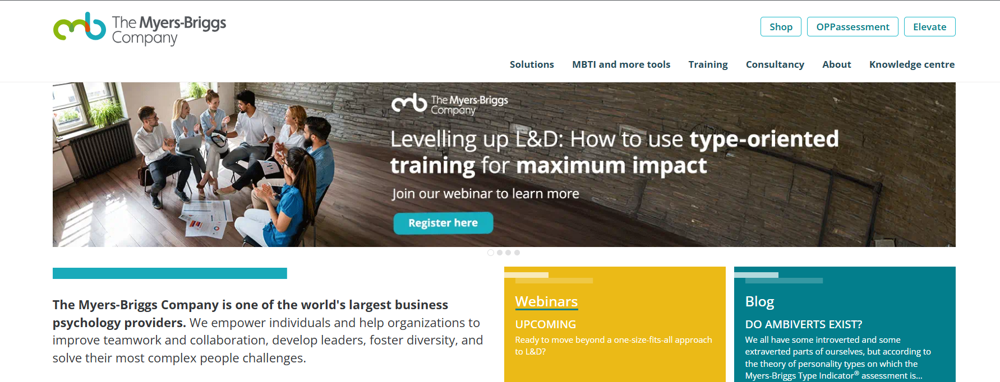 The Myers-Briggs
Company
Shop
OPPassessment
Elevate
Solutions
MBTI and more tools
Training
Consultancy
About
Knowledge centre
The Myers-Briggs
Company
Levelling up L&D: How to use type-oriented
training for maximum impact
Join our webinar to learn more
Register here
The Myers-Briggs Company is one of the world's largest business
psychology providers. We empower individuals and help organizations to
improve teamwork and collaboration, develop leaders, foster diversity, and
solve their most complex people challenges.
Webinars
UPCOMING
Ready to move beyond a one-size-fits-all approach
to L&D?
Blog
DO AMBIVERTS EXIST?
We all have some introverted and some
extraverted parts of ourselves, but according to
the theory of personality types on which the
Myers-Briggs Type Indicator® assessment is...